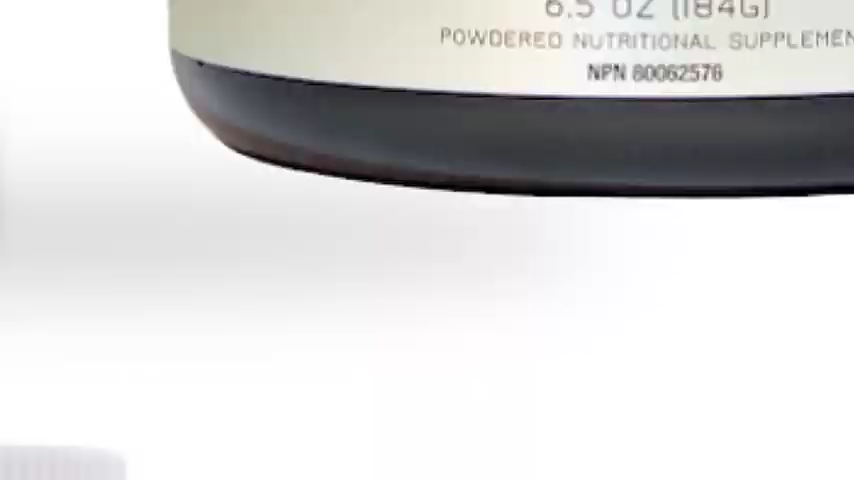 6.5 OZ (184G)
POWDERED NUTRITIONAL SUPPLEMEN
NPN 80062576